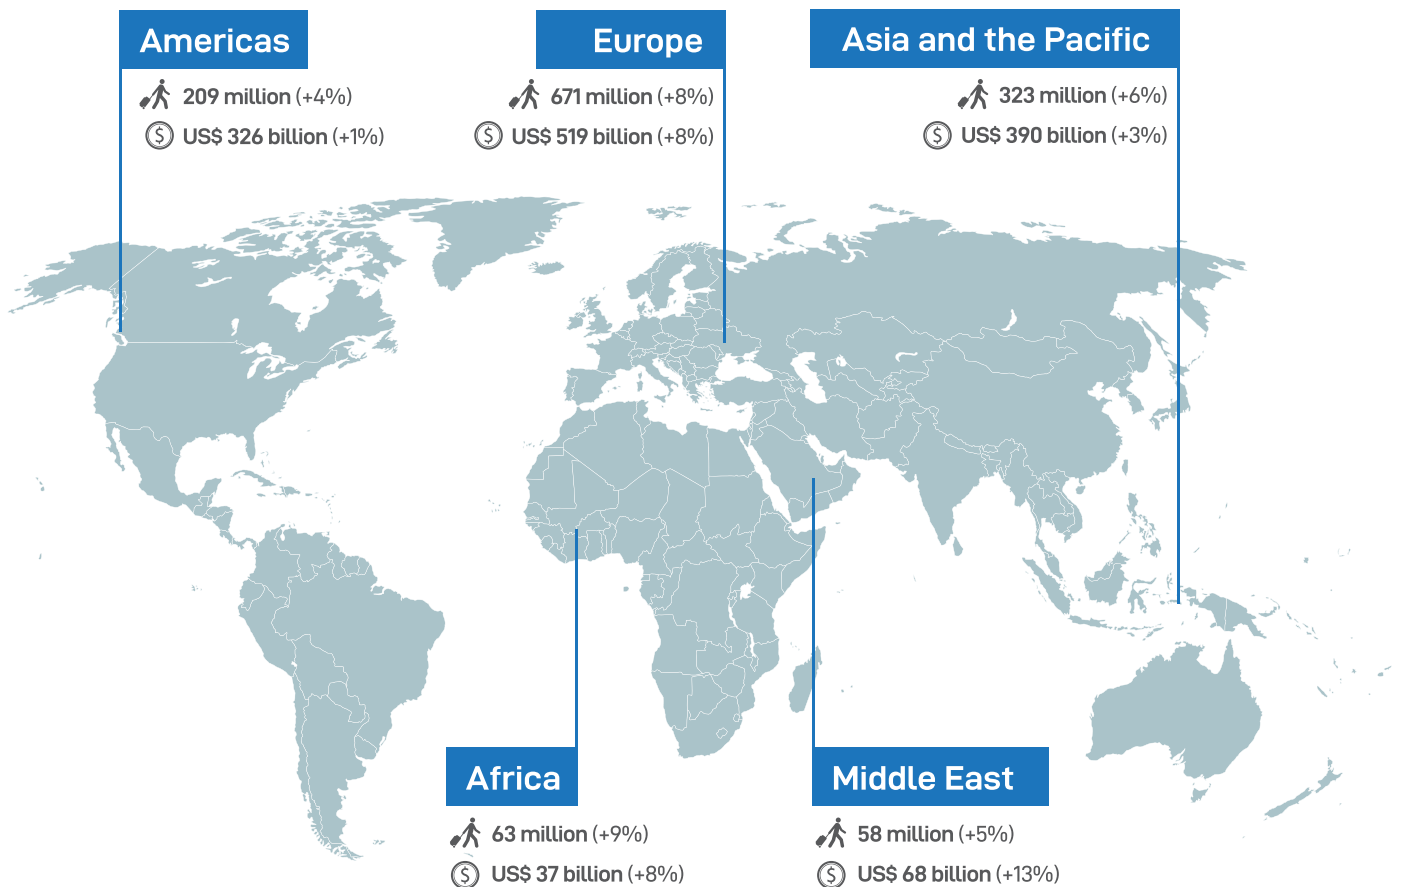 Americas
209 million (+4%)
US$ 326 billion (+1%)
Europe
671 million (+8%)
US$ 519 billion (+8%)
Asia and the Pacific
323 million (+6%)
US$ 390 billion (+3%)
Africa
63 million (+9%)
US$ 37 billion (+8%)
Middle East
58 million (+5%)
US$ 68 billion (+13%)